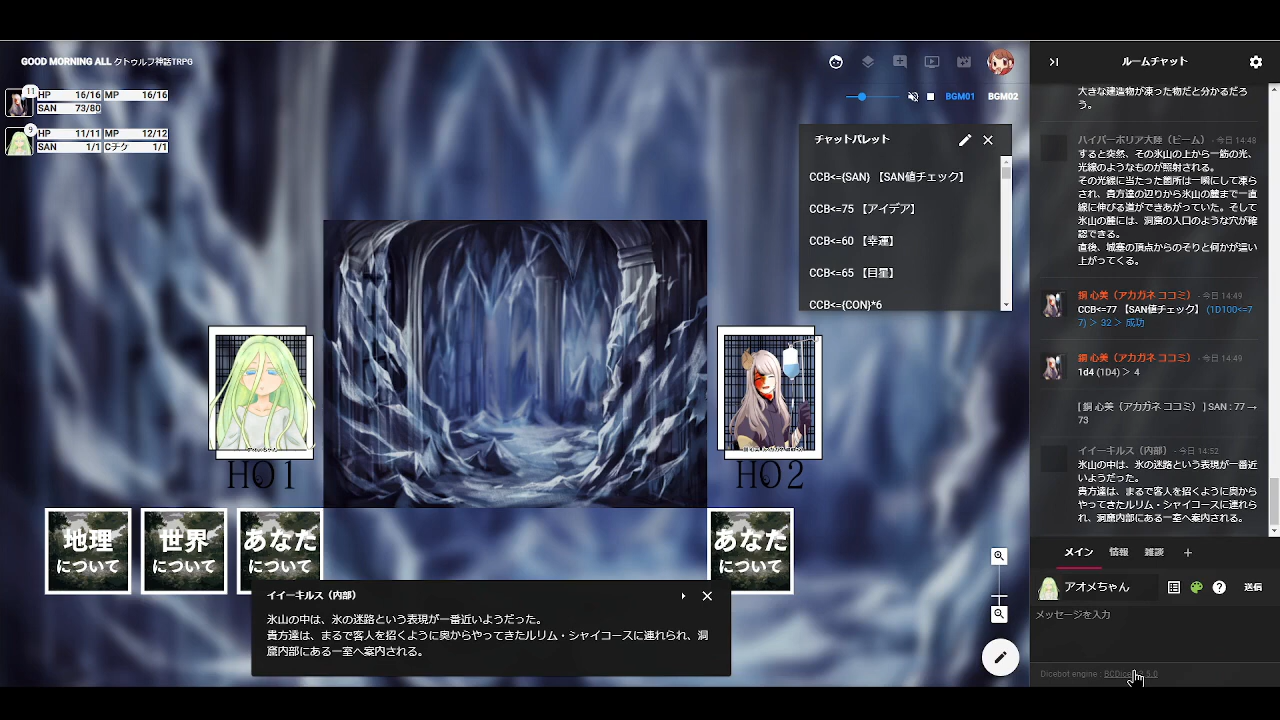 GOOD MORNING ALL クトゥルフ神話TRPG
11
HP 16/16 MP 16/16
SAN 73/80
9
HP 11/11 MP 12/12
SAN 1/1 Cチケ 1/1
BGM01 BGM02
チャットパレット
CCB<={SAN} 【SAN値チェック】
CCB<=75 【アイデア】
CCB<=60 【幸運】
CCB<=65 【目星】
CCB<={CON}*6
HO1
HO2
地理
について
世界
について
あなた
について
あなた
について
イイーキルス（内部）
氷山の中は、氷の迷路という表現が一番近いようだった。
貴方達は、まるで客人を招くように奥からやってきたルリム・シャイコースに連れられ、洞
窟内部にある一室へ案内される。
ルームチャット
大きな建造物が凍った物だと分かるだろ
う。
ハイパーボリア大陸（ビーム） - 今日 14:48
すると突然、その氷山の上から一筋の光、
光線のようなものが照射される。
その光線に当たった箇所は一瞬にして凍ら
され、貴方達の辺りから氷山の麓まで一直
線に伸びる道ができあがっていた。そして
氷山の麓には、洞窟の入口のような穴が確
認できる。
直後、城塞の頂点からのそりと何かが這い
上がってくる。
銅 心美（アカガネ ココミ） - 今日 14:49
CCB<=77 【SAN値チェック】 (1D100<=7
7) ＞ 32 ＞ 成功
銅 心美（アカガネ ココミ） - 今日 14:49
1d4 (1D4) ＞ 4
[ 銅 心美（アカガネ ココミ） ] SAN : 77 →
73
イイーキルス（内部） - 今日 14:52
氷山の中は、氷の迷路という表現が一番近
いようだった。
貴方達は、まるで客人を招くように奥から
やってきたルリム・シャイコースに連れら
れ、洞窟内部にある一室へ案内される。
メイン 情報 雑談 +
アオメちゃん
送信
メッセージを入力
Dicebot engine :